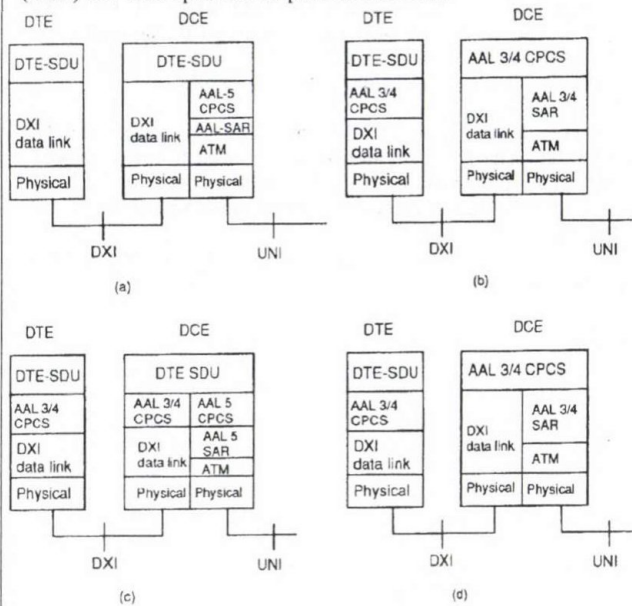 DTE DCE
DTE-SDU DTE-SDU
DXI data link
DXI data link
AAL-5 CPCS
AAL-SAR
ATM
Physical Physical Physical
DXI UNI
(a)
DTE DCE
DTE-SDU AAL 3/4 CPCS
AAL 3/4 CPCS
DXI data link
DXI data link
AAL 3/4 SAR
ATM
Physical Physical Physical
DXI UNI
(b)
DTE DCE
DTE-SDU DTE SDU
AAL 3/4 CPCS
DXI data link
AAL 3/4 CPCS
DXI data link
AAL 5 CPCS
AAL 5 SAR
ATM
Physical Physical Physical
DXI UNI
(c)
DTE DCE
DTE-SDU AAL 3/4 CPCS
AAL 3/4 CPCS
DXI data link
DXI data link
AAL 3/4 SAR
ATM
Physical Physical Physical
DXI UNI
(d)